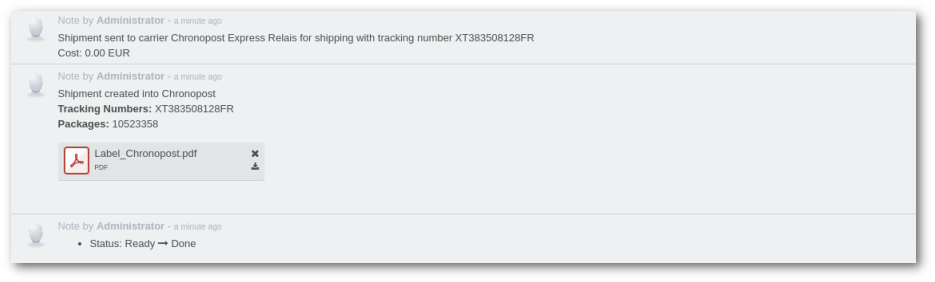 Note by Administrator - a minute ago
Shipment sent to carrier Chronopost Express Relais for shipping with tracking number XT383508128FR
Cost: 0.00 EUR
Note by Administrator - a minute ago
Shipment created into Chronopost
Tracking Numbers: XT383508128FR
Packages: 10523358
Label_Chronopost.pdf
PDF
Note by Administrator - a minute ago
• Status: Ready → Done